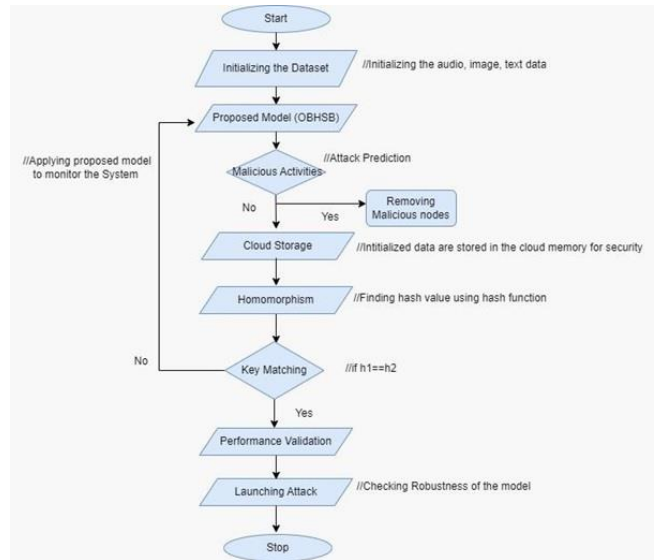 Start
Initializing the Dataset
//Initializing the audio, image, text data
Proposed Model (OBHSB)
//Applying proposed model
to monitor the System
//Attack Prediction
Malicious Activities
No
Yes
Removing
Malicious nodes
Cloud Storage
//Intitialized data are stored in the cloud memory for security
Homomorphism
//Finding hash value using hash function
No
Key Matching
//if h1==h2
Yes
Performance Validation
Launching Attack
//Checking Robustness of the model
Stop